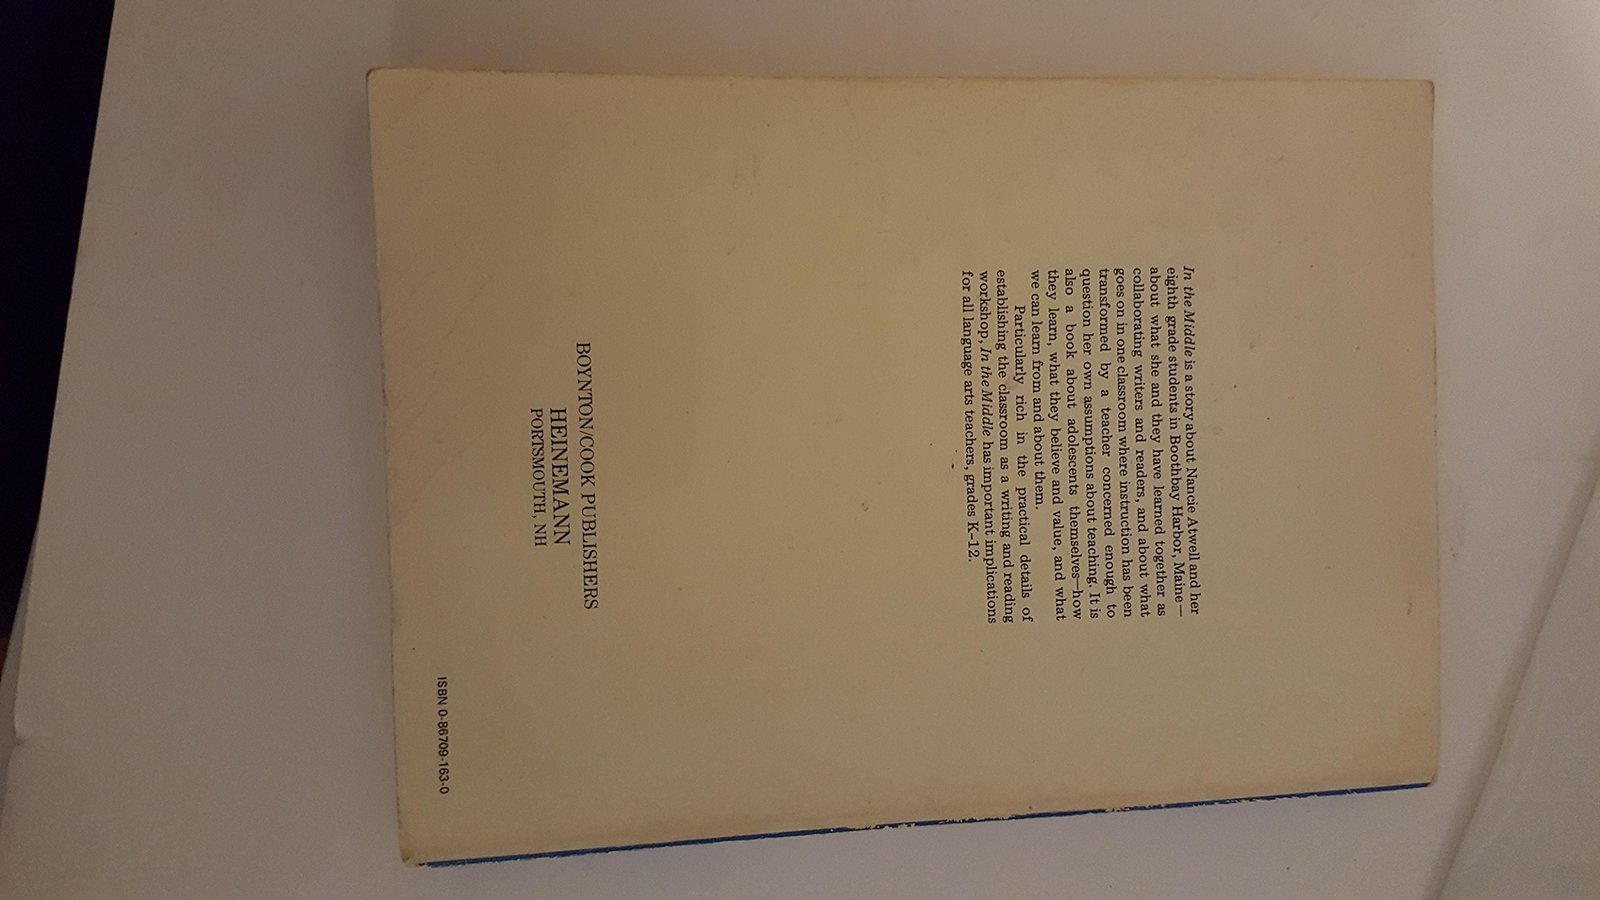 In the Middle is a story about Nancie Atwell and her
eighth grade students in Boothbay Harbor, Maine—
about what she and they have learned together as
collaborating writers and readers, and about what
goes on in one classroom where instruction has been
transformed by a teacher concerned enough to
question her own assumptions about teaching. It is
also a book about adolescents themselves—how
they learn, what they believe and value, and what
we can learn from and about them.
Particularly rich in the practical details of
establishing the classroom as a writing and reading
workshop, In the Middle has important implications
for all language arts teachers, grades K–12.
BOYNTON/COOK PUBLISHERS
HEINEMANN
PORTSMOUTH, NH
ISBN 0-86709-163-0